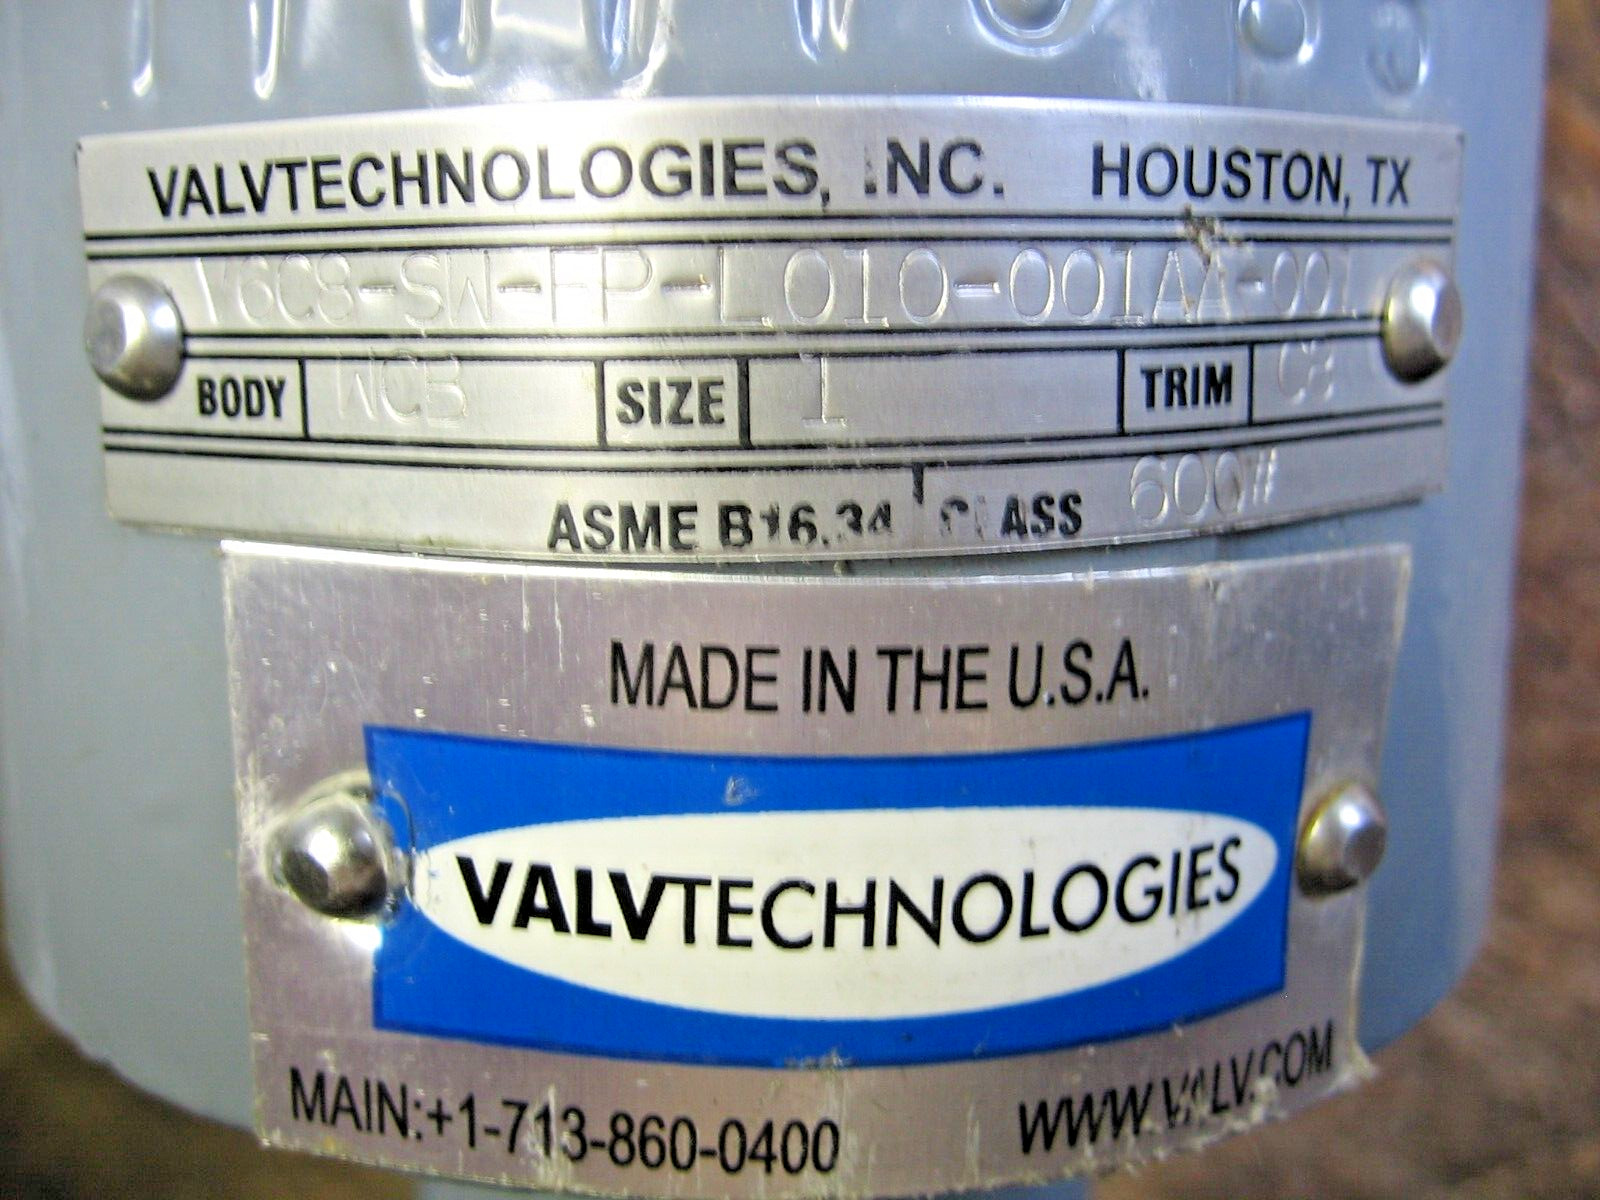 VALVTECHNOLOGIES, INC. HOUSTON, TX
V6C8-SW-FP-L010-001AA-001
BODY WCB SIZE 1 TRIM C8
ASME B16.34 CLASS 600#
MADE IN THE U.S.A.
VALVTECHNOLOGIES
MAIN:+1-713-860-0400 WWW.VALV.COM